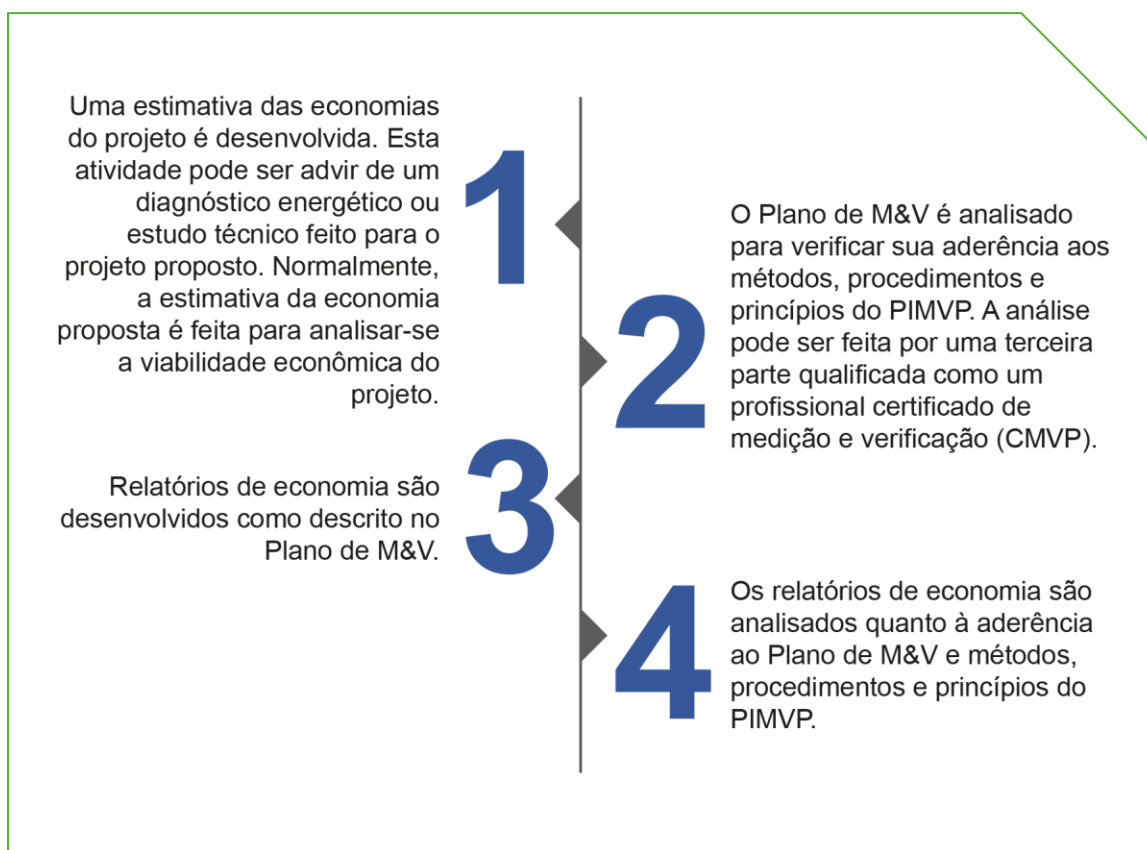 Uma estimativa das economias
do projeto é desenvolvida. Esta
atividade pode ser advir de um
diagnóstico energético ou
estudo técnico feito para o
projeto proposto. Normalmente,
a estimativa da economia
proposta é feita para analisar-se
a viabilidade econômica do
projeto.
1
2
O Plano de M&V é analisado
para verificar sua aderência aos
métodos, procedimentos e
princípios do PIMVP. A análise
pode ser feita por uma terceira
parte qualificada como um
profissional certificado de
medição e verificação (CMVP).
Relatórios de economia são
desenvolvidos como descrito no
Plano de M&V.
3
4
Os relatórios de economia são
analisados quanto à aderência
ao Plano de M&V e métodos,
procedimentos e princípios do
PIMVP.